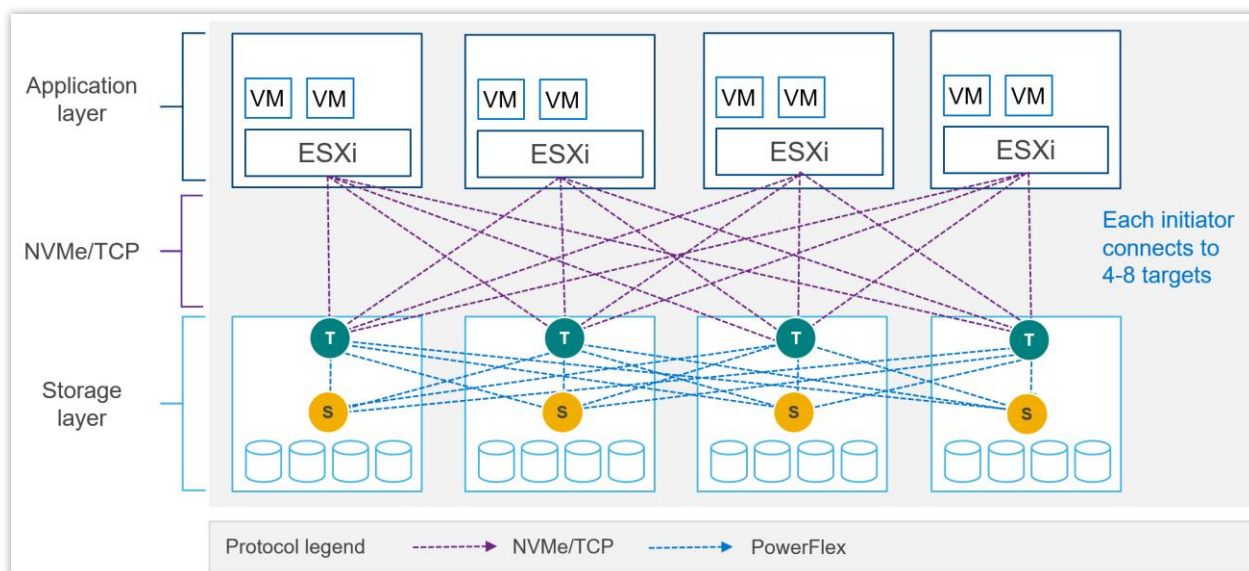 Application
layer
VM VM
VM VM
VM VM
VM VM
ESXi
ESXi
ESXi
ESXi
NVMe/TCP
Each initiator
connects to
4-8 targets
T
T
T
T
Storage
layer
S
S
S
S
Protocol legend
NVMe/TCP
PowerFlex